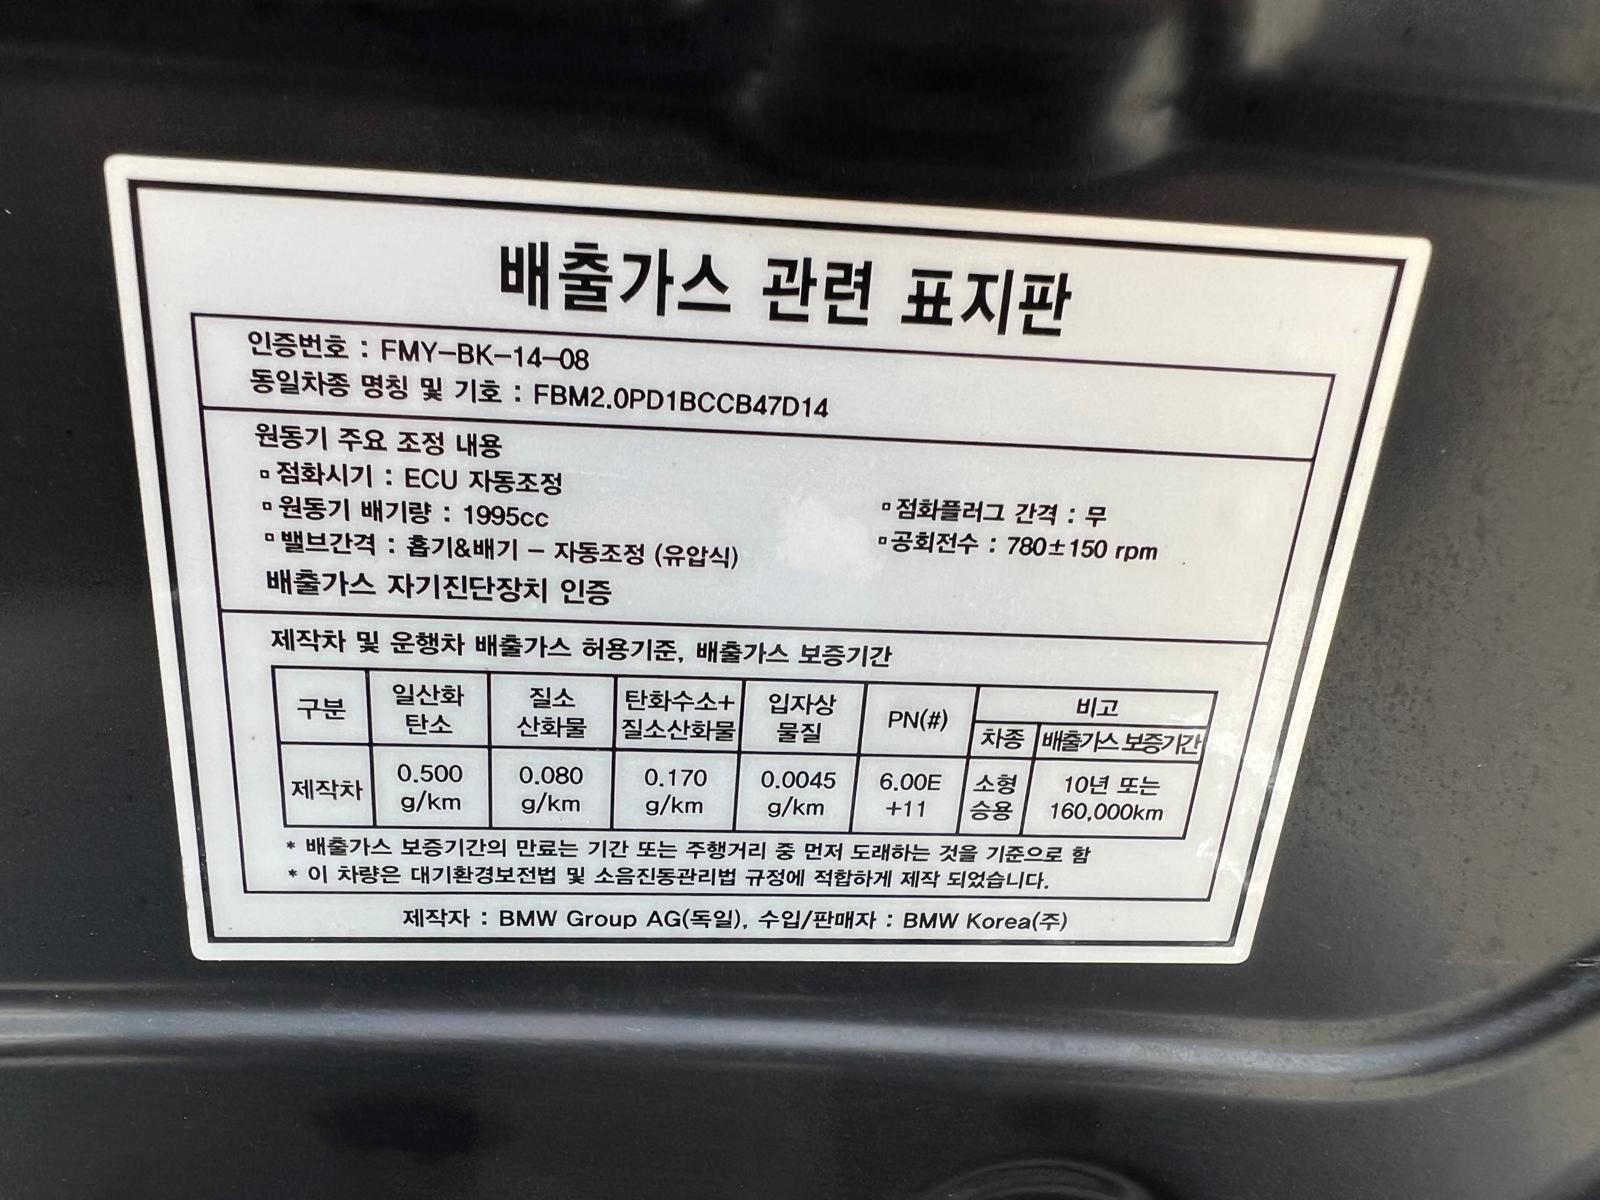 배출가스 관련 표지판
인증번호 : FMY-BK-14-08
동일차종 명칭 및 기호 : FBM2.0PD1BCCB47D14
원동기 주요 조정 내용
▫점화시기 : ECU 자동조정
▫점화플러그 간격 : 무
▫원동기 배기량 : 1995cc
▫공회전수 : 780±150 rpm
▫밸브간격 : 흡기&배기 - 자동조정 (유압식)
배출가스 자기진단장치 인증
제작차 및 운행차 배출가스 허용기준, 배출가스 보증기간
구분 일산화탄소 질소산화물 탄화수소+질소산화물 입자상물질 PN(#) 비고
차종 배출가스 보증기간
제작차 0.500 g/km 0.080 g/km 0.170 g/km 0.0045 g/km 6.00E+11 소형승용 10년 또는 160,000km
* 배출가스 보증기간의 만료는 기간 또는 주행거리 중 먼저 도래하는 것을 기준으로 함
* 이 차량은 대기환경보전법 및 소음진동관리법 규정에 적합하게 제작 되었습니다.
제작자 : BMW Group AG(독일), 수입/판매자 : BMW Korea(주)